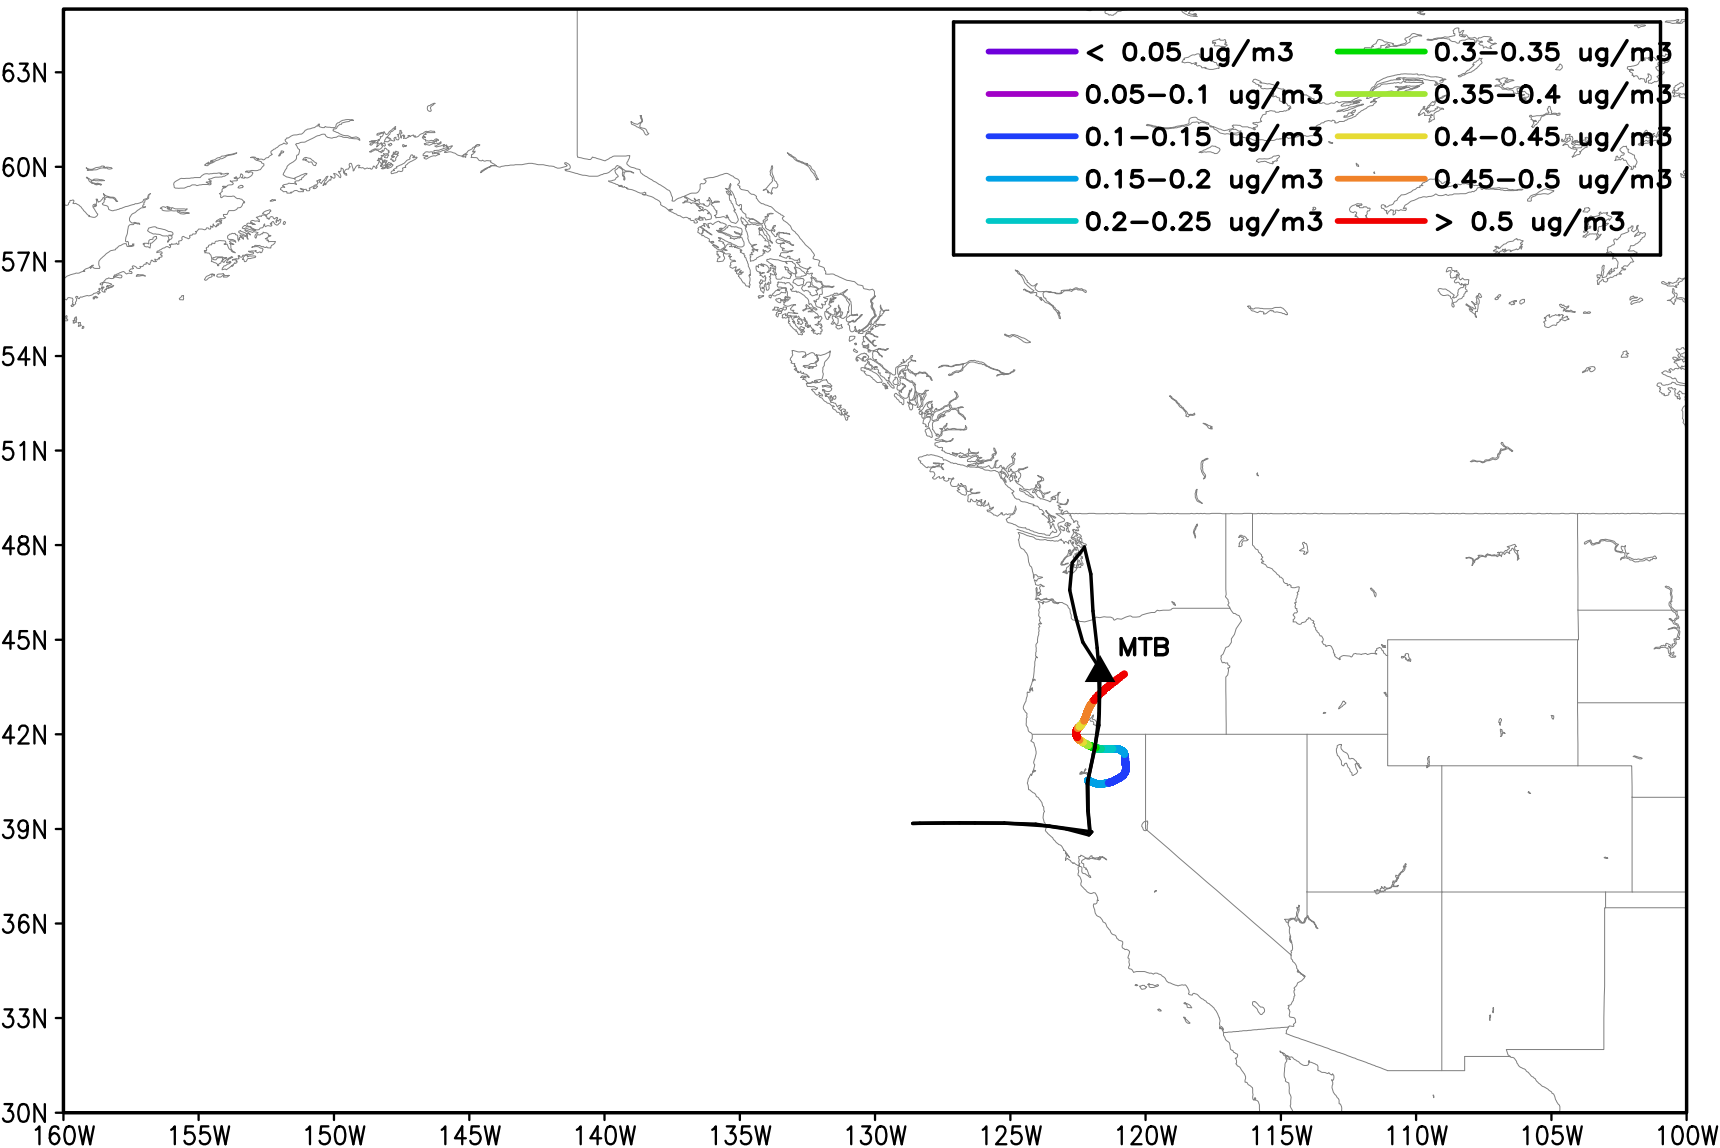 < 0.05 ug/m3 0.3-0.35 ug/m3
0.05-0.1 ug/m3 0.35-0.4 ug/m3
0.1-0.15 ug/m3 0.4-0.45 ug/m3
0.15-0.2 ug/m3 0.45-0.5 ug/m3
0.2-0.25 ug/m3 > 0.5 ug/m3
63N
60N
57N
54N
51N
48N
45N
MTB
42N
39N
36N
33N
30N
160W 155W 150W 145W 140W 135W 130W 125W 120W 115W 110W 105W 100W